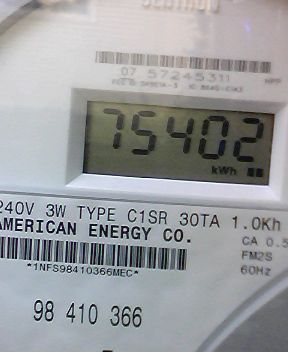 07 57245311
75402
kWh
240V 3W TYPE C1SR 30TA 1.0Kh
AMERICAN ENERGY CO.
CA 0.5
FM2S
60Hz
*1NFS98410366MEC*
98 410 366